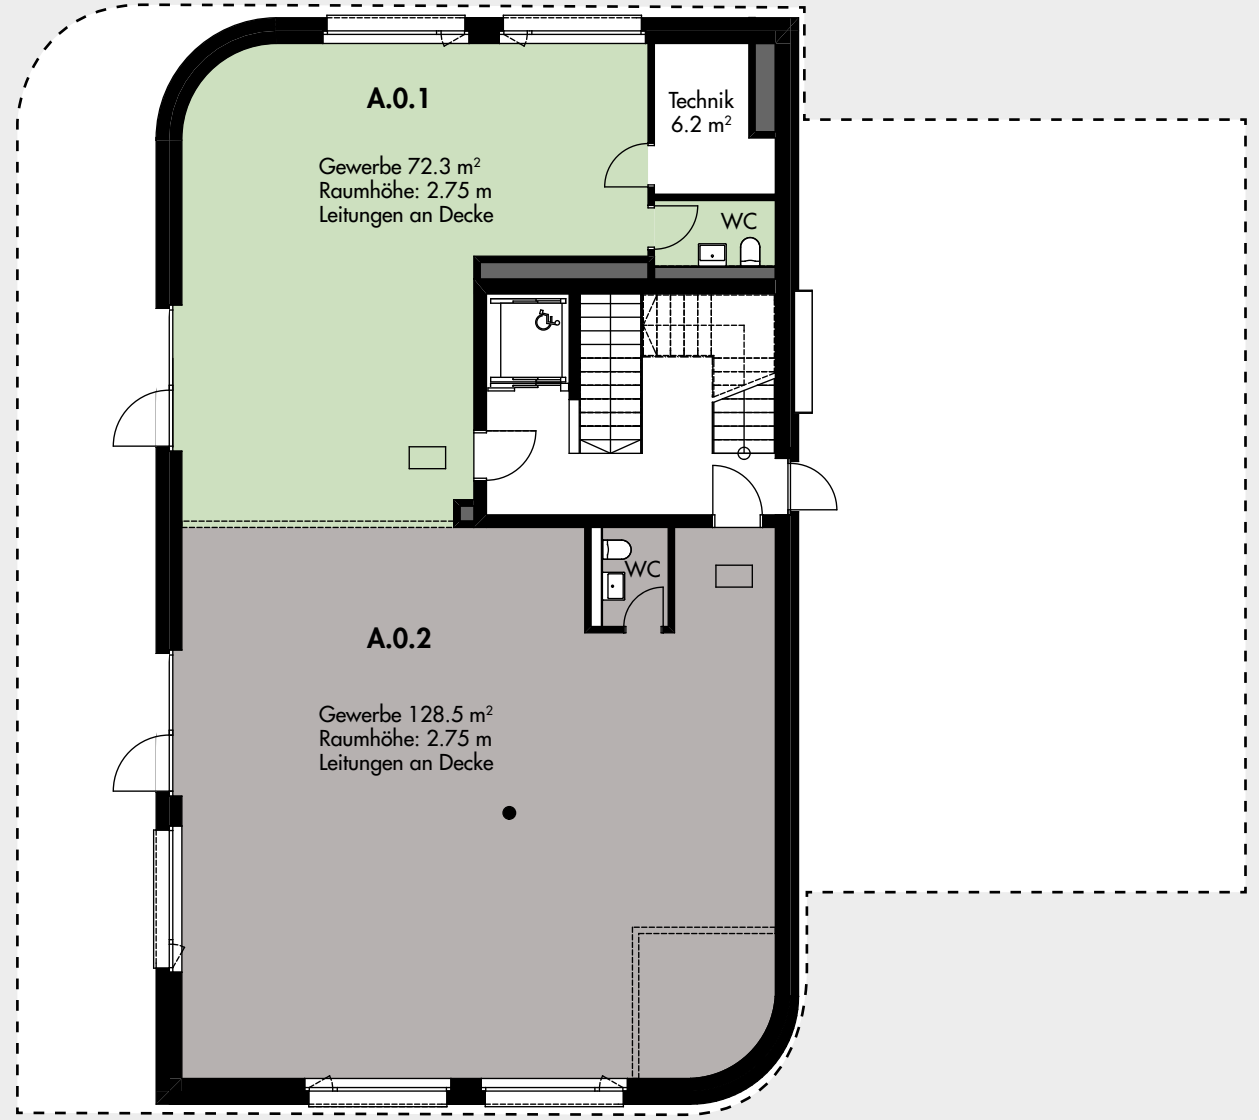 A.0.1
Technik
6.2 m²
Gewerbe 72.3 m²
Raumhöhe: 2.75 m
Leitungen an Decke
WC
WC
A.0.2
Gewerbe 128.5 m²
Raumhöhe: 2.75 m
Leitungen an Decke